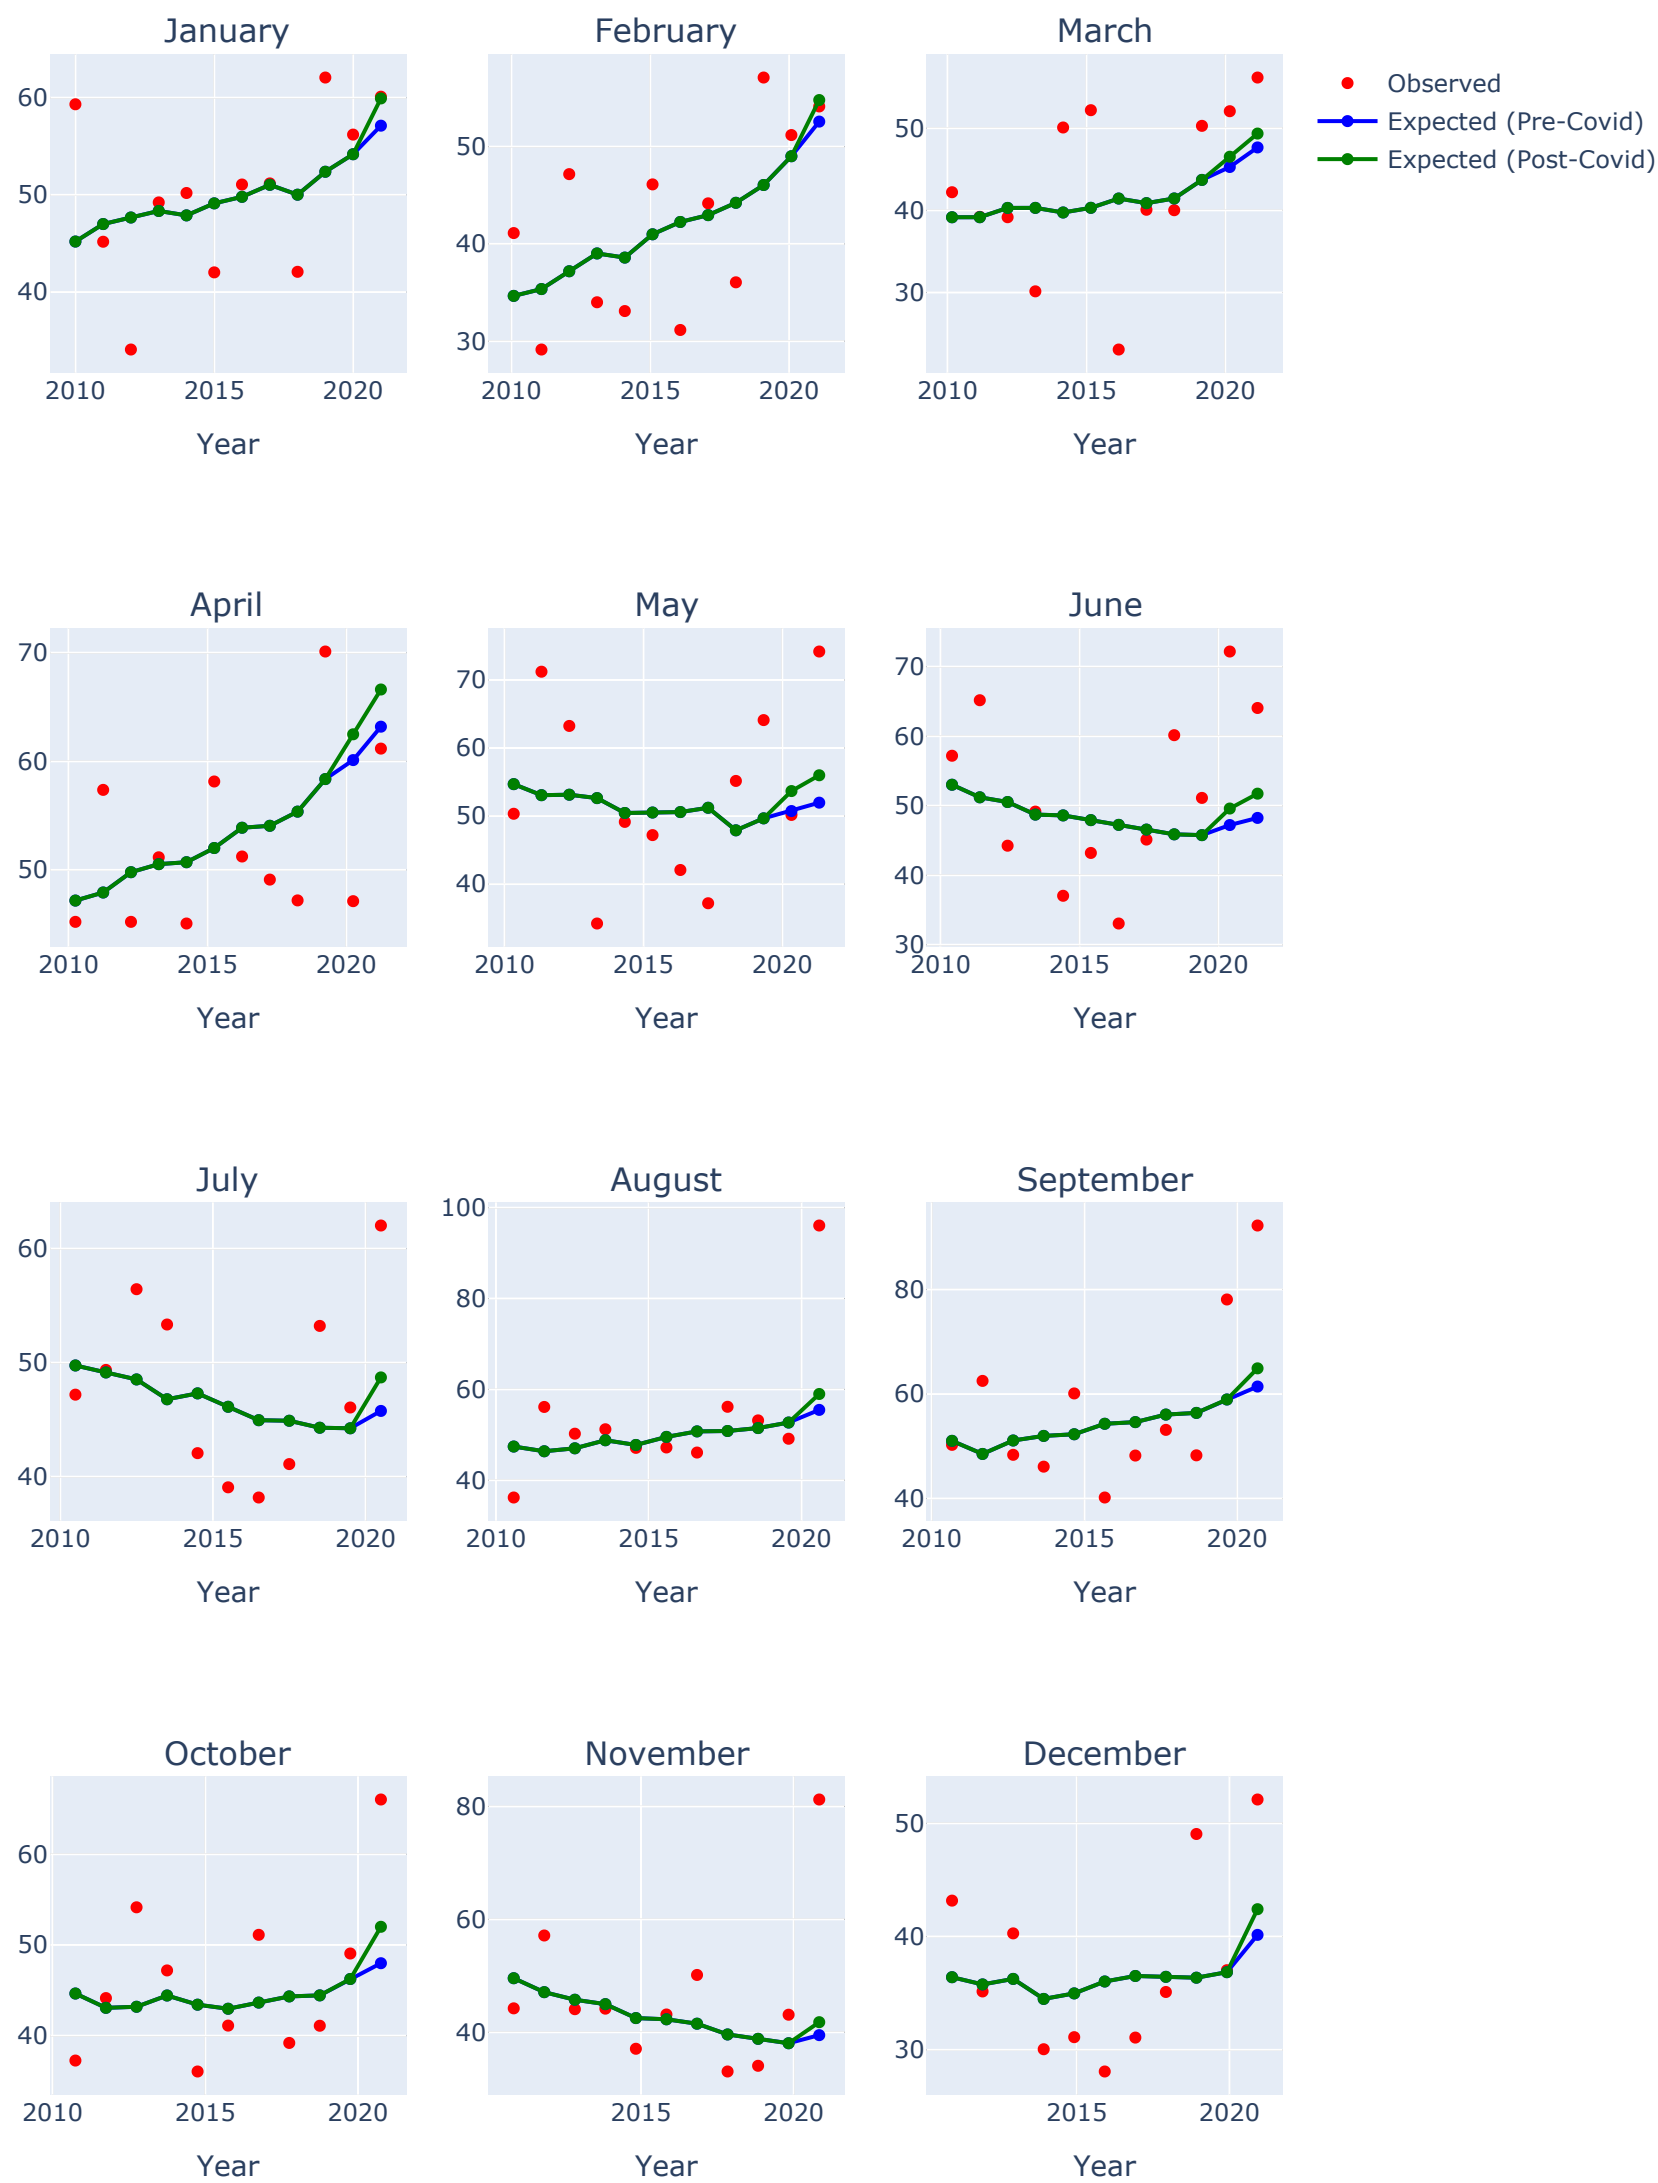 January
February
March
60
50
40
2010
2015
2020
Year
50
40
30
2010
2015
2020
Year
50
40
30
2010
2015
2020
Year
Observed
Expected (Pre-Covid)
Expected (Post-Covid)
April
May
June
70
60
50
2010
2015
2020
Year
70
60
50
40
2010
2015
2020
Year
70
60
50
40
30
2010
2015
2020
Year
July
August
September
60
50
40
2010
2015
2020
Year
100
80
60
40
2010
2015
2020
Year
80
60
40
2010
2015
2020
Year
October
November
December
60
50
40
2010
2015
2020
Year
80
60
40
2015
2020
Year
50
40
30
2015
2020
Year